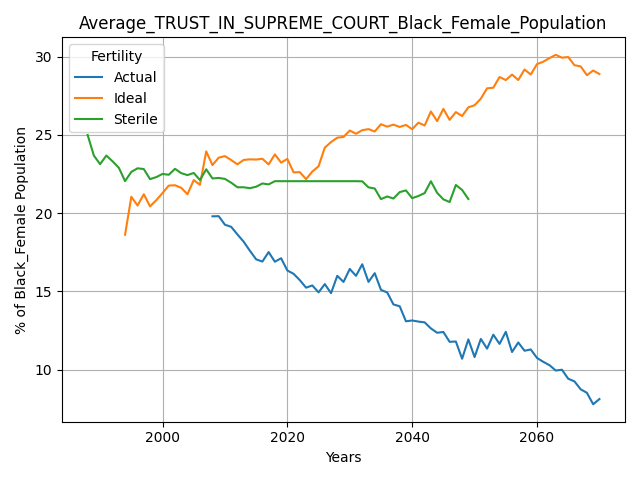 Average_TRUST_IN_SUPREME_COURT_Black_Female_Population
Fertility
Actual
Ideal
Sterile
% of Black_Female Population
30
25
20
15
10
2000
2020
2040
2060
Years